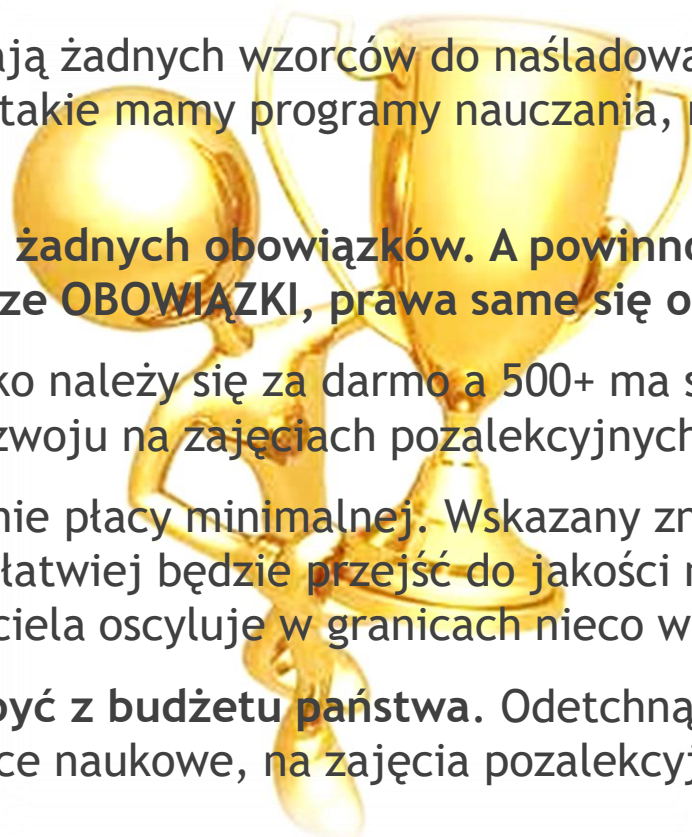 ają żadnych wzorców do naśladowa
takie mamy programy nauczania,
żadnych obowiązków. A powinno
ze OBOWIĄZKI, prawa same się o
ko należy się za darmo a 500+ ma s
zwoju na zajęciach pozalekcyjnych
nie płacy minimalnej. Wskazany zn
łatwiej będzie przejść do jakości
ciela oscyluje w granicach nieco w
być z budżetu państwa. Odetchną
ce naukowe, na zajęcia pozalekcyj